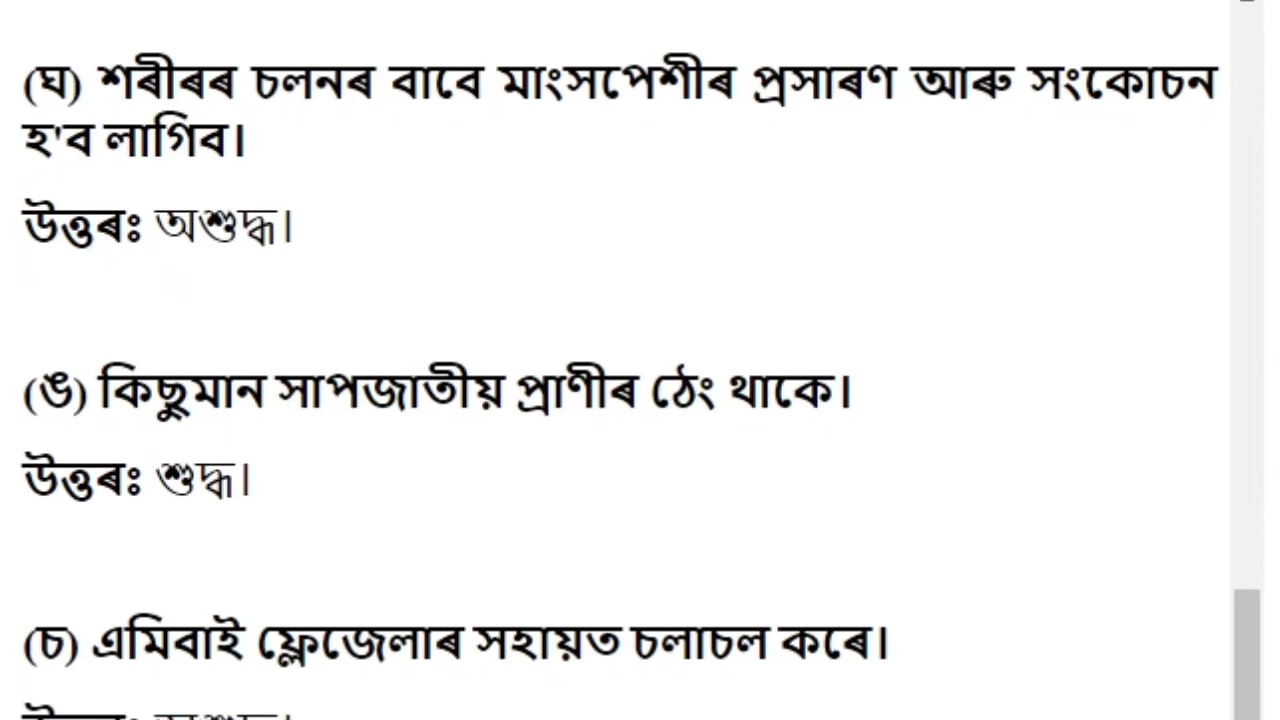 (ঘ) শৰীৰৰ চলনৰ বাবে মাংসপেশীৰ প্ৰসাৰণ আৰু সংকোচন
হ'ব লাগিব।
উত্তৰঃ অশুদ্ধ।
(ঙ) কিছুমান সাপজাতীয় প্ৰাণীৰ ঠেং থাকে।
উত্তৰঃ শুদ্ধ।
(চ) এমিবাই ফ্লেজেলাৰ সহায়ত চলাচল কৰে।